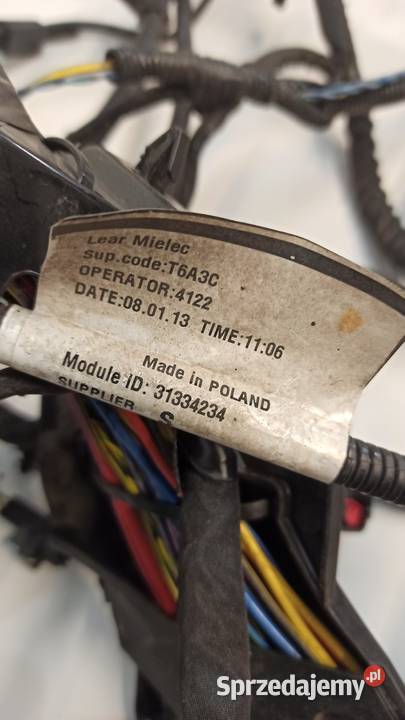 Lear Mielec
sup.code:T6A3C
OPERATOR:4122
DATE:08.01.13 TIME:11:06
Made in POLAND
Module ID: 31334234
SUPPLIER S
Sprzedajemy.pl